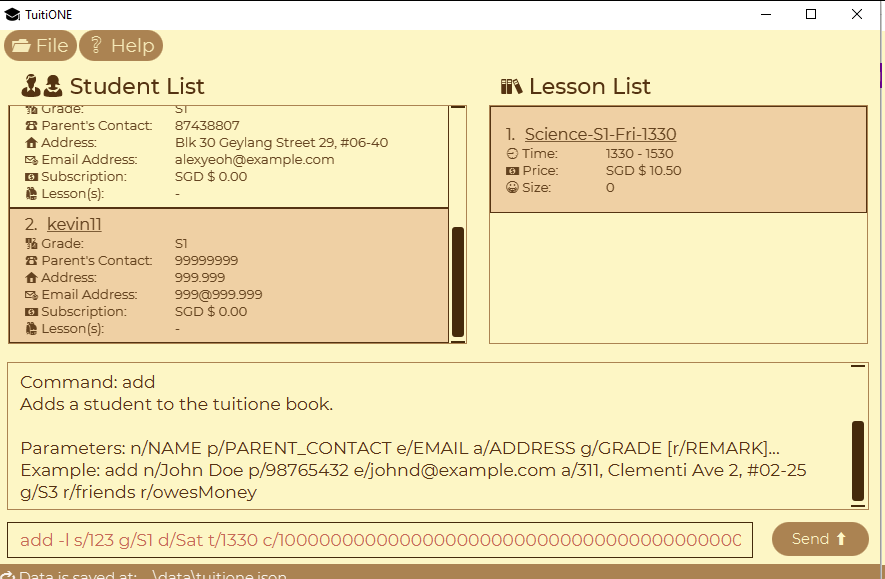 TuitiONE
File Help
Student List
Grade: S1
Parent's Contact: 87438807
Address: Blk 30 Geylang Street 29, #06-40
Email Address: alexyeoh@example.com
Subscription: SGD $ 0.00
Lesson(s): -
2. kevin11
Grade: S1
Parent's Contact: 99999999
Address: 999.999
Email Address: 999@999.999
Subscription: SGD $ 0.00
Lesson(s): -
Lesson List
1. Science-S1-Fri-1330
Time: 1330 - 1530
Price: SGD $ 10.50
Size: 0
Command: add
Adds a student to the tuitione book.
Parameters: n/NAME p/PARENT_CONTACT e/EMAIL a/ADDRESS g/GRADE [r/REMARK]...
Example: add n/John Doe p/98765432 e/johnd@example.com a/311, Clementi Ave 2, #02-25
g/S3 r/friends r/owesMoney
add -l s/123 g/S1 d/Sat t/1330 c/10000000000000000000000000000000000000000
Send
Data is saved at: .\data\tuitione.json